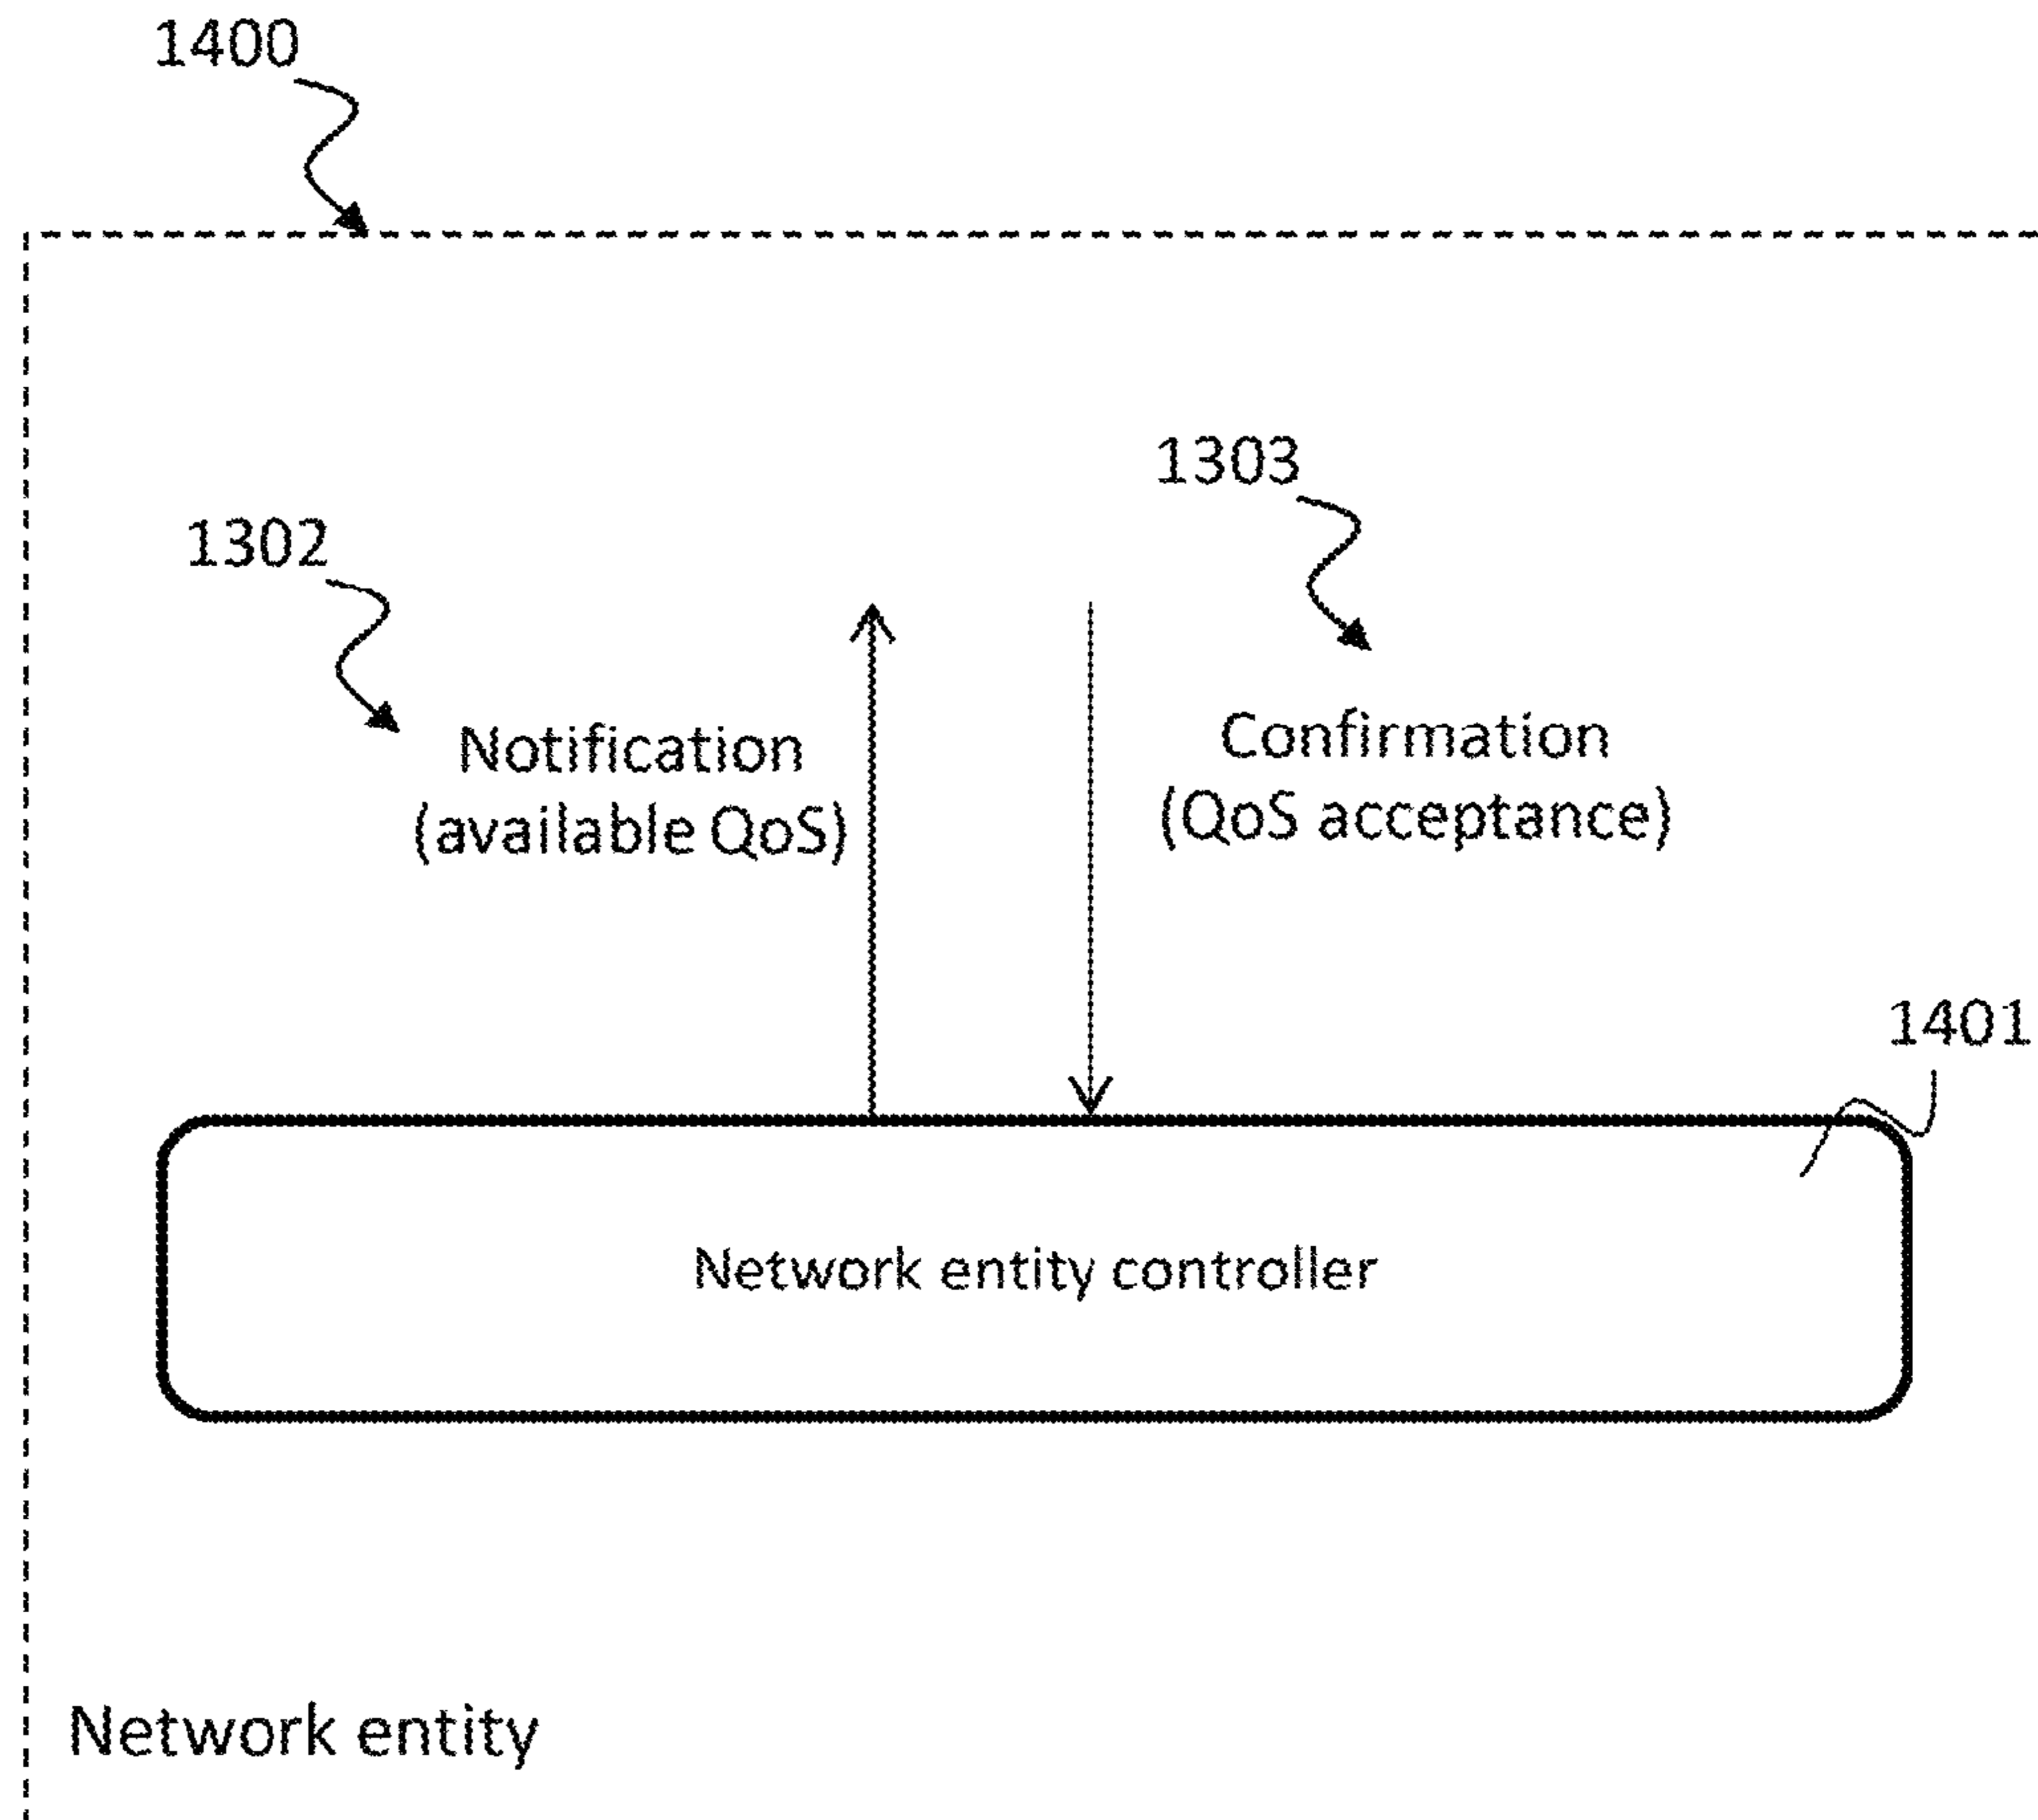 1400
1303
1302
Notification
(available QoS)
Confirmation
(QoS acceptance)
1401
Network entity controller
Network entity